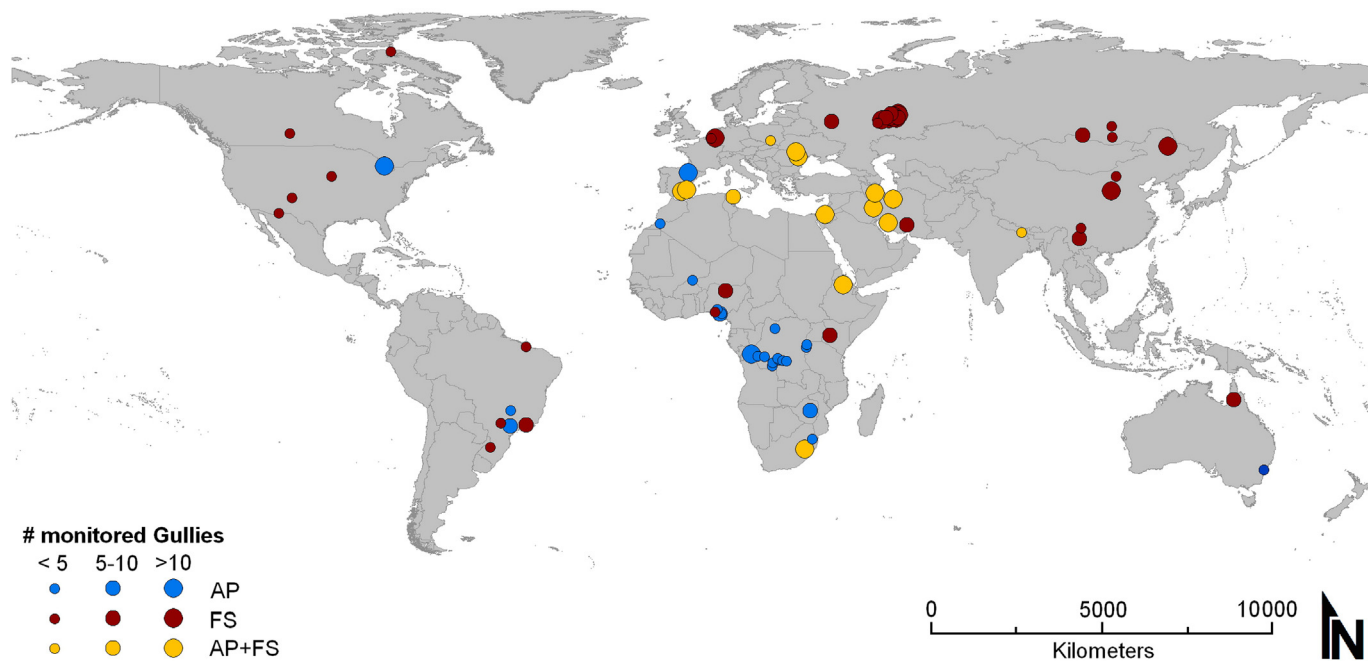 # monitored Gullies
< 5 5-10 >10
AP
FS
AP+FS
0 5000 10000
Kilometers
N